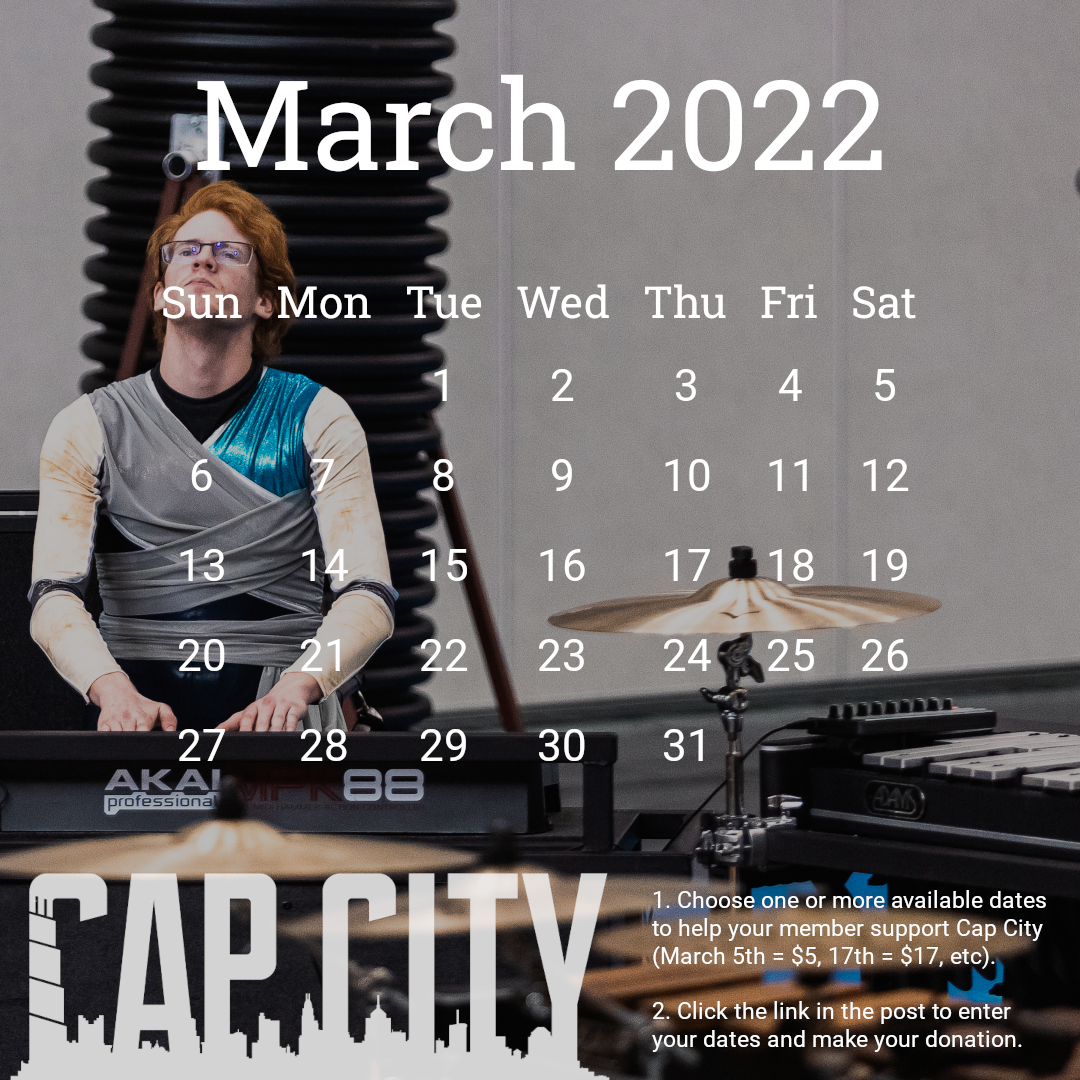 March 2022
Sun Mon Tue Wed Thu Fri Sat
1 2 3 4 5
6 7 8 9 10 11 12
13 14 15 16 17 18 19
20 21 22 23 24 25 26
27 28 29 30 31
AKAI MPK88
professional
CAP CITY
1. Choose one or more available dates
to help your member support Cap City
(March 5th = $5, 17th = $17, etc).
2. Click the link in the post to enter
your dates and make your donation.